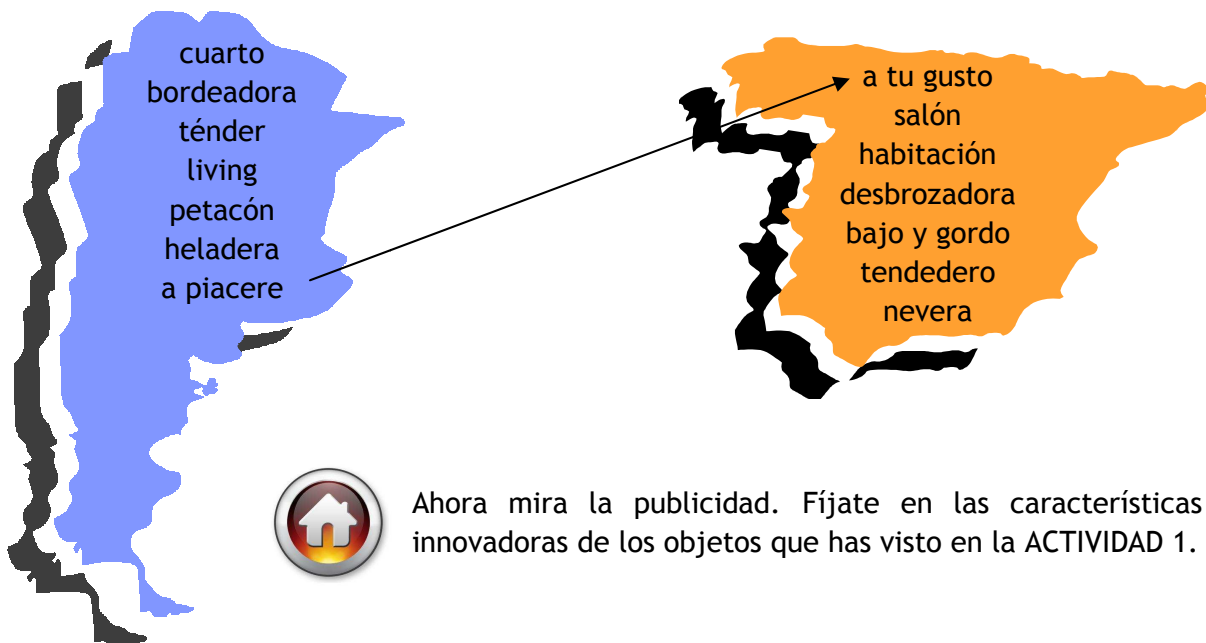 cuarto
bordeadora
ténder
living
petacón
heladera
a piacere
a tu gusto
salón
habitación
desbrozadora
bajo y gordo
tendedero
nevera
Ahora mira la publicidad. Fíjate en las características
innovadoras de los objetos que has visto en la ACTIVIDAD 1.